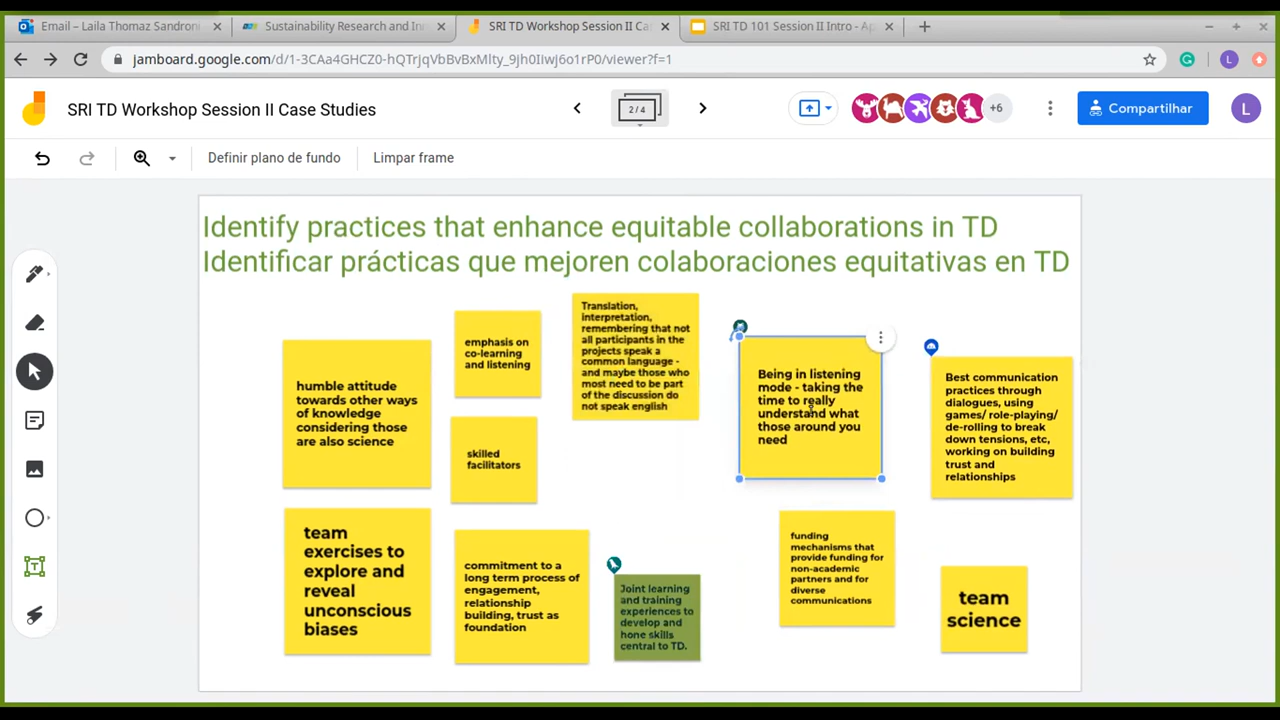 Email – Laila Thomaz Sandroni
Sustainability Research and Inn
SRI TD Workshop Session II Ca
SRI TD 101 Session II Intro - Ap
jamboard.google.com/d/1-3CAa4GHCZ0-hQTrjqVbBvBxMlty_9jh0Iiwj6o1rP0/viewer?f=1
L
SRI TD Workshop Session II Case Studies
2/4
+6
Compartilhar
L
Definir plano de fundo
Limpar frame
Identify practices that enhance equitable collaborations in TD
Identificar prácticas que mejoren colaboraciones equitativas en TD
humble attitude
towards other ways
of knowledge
considering those
are also science
emphasis on
co-learning
and listening
Translation,
interpretation,
remembering that not
all participants in the
projects speak a
common language -
and maybe those who
most need to be part
of the discussion do
not speak english
Being in listening
mode - taking the
time to really
understand what
those around you
need
Best communication
practices through
dialogues, using
games/ role-playing/
de-rolling to break
down tensions, etc,
working on building
trust and
relationships
skilled
facilitators
team
exercises to
explore and
reveal
unconscious
biases
commitment to a
long term process of
engagement,
relationship
building, trust as
foundation
Joint learning
and training
experiences to
develop and
hone skills
central to TD.
funding
mechanisms that
provide funding for
non-academic
partners and for
diverse
communications
team
science